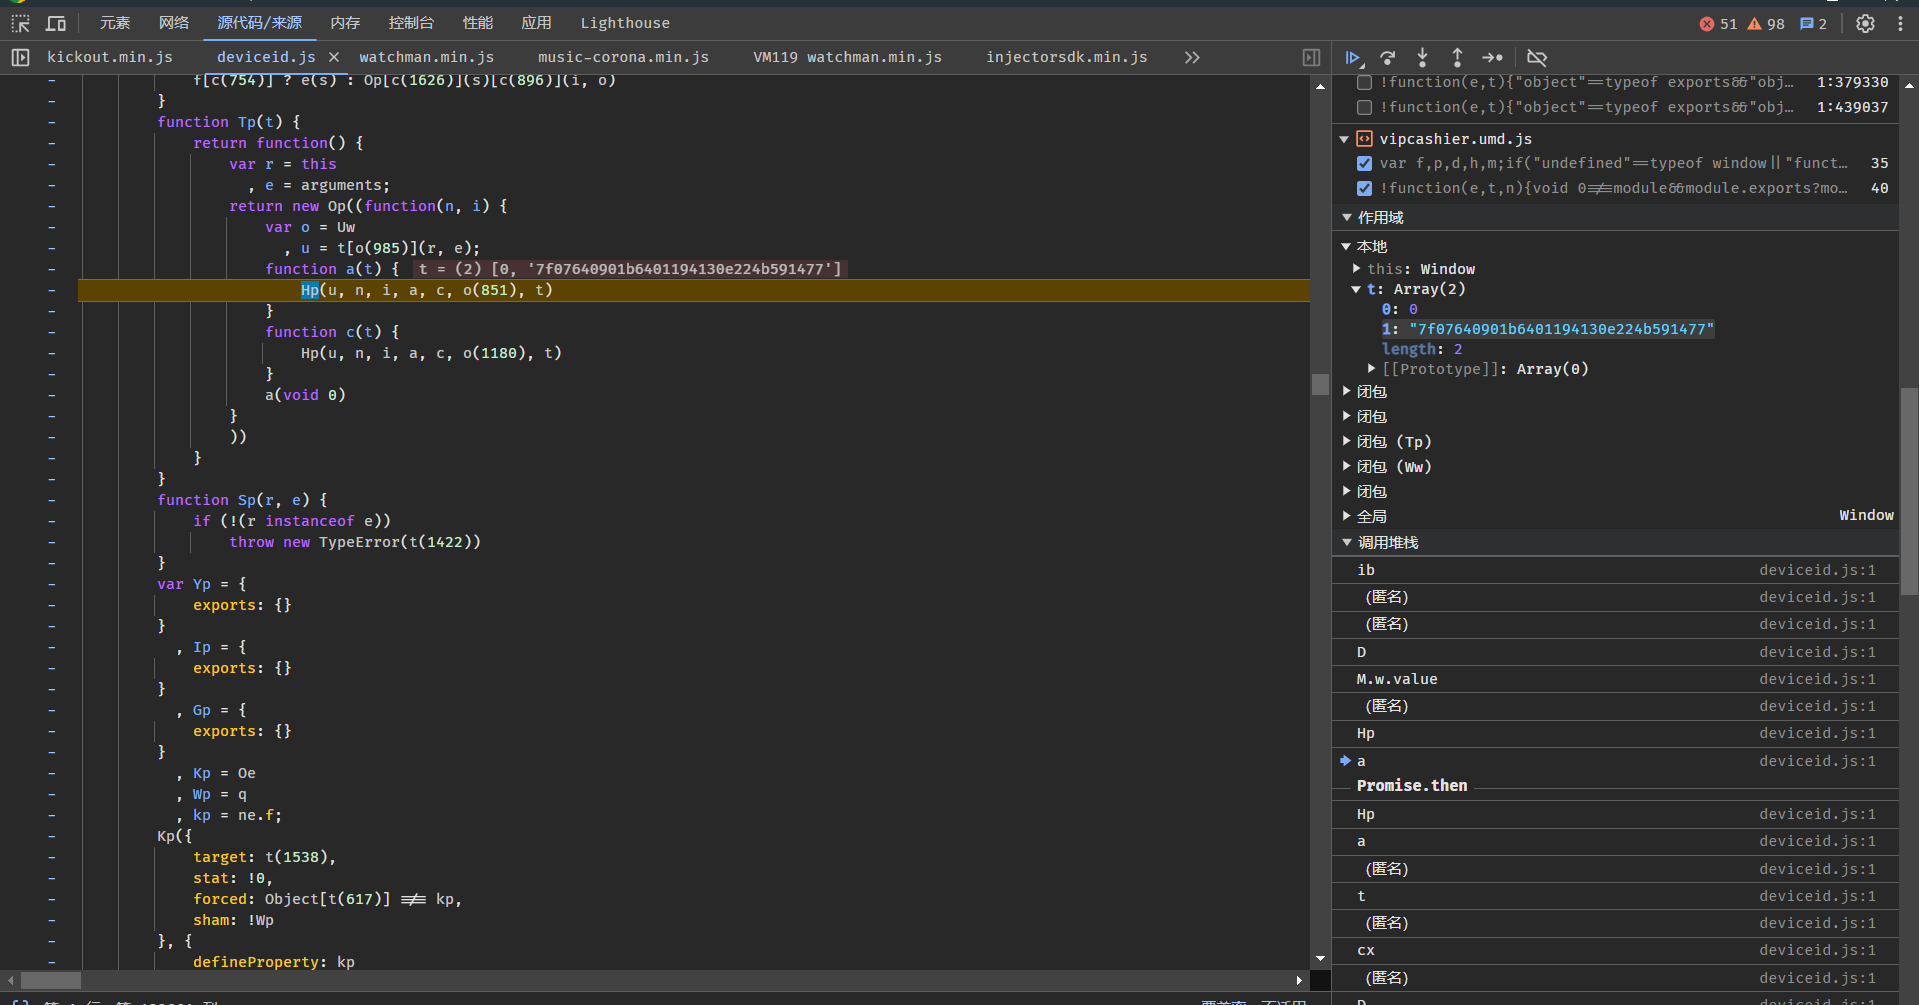 元素 网络 源代码/来源 内存 控制台 性能 应用 Lighthouse 51 98 2
kickout.min.js deviceid.js × watchman.min.js music-corona.min.js VM119 watchman.min.js injectorsdk.min.js >>
f[c(754)] ? e(s) : Op[c(1626)](s)[c(896)](i, o)
}
function Tp(t) {
return function() {
var r = this
, e = arguments;
return new Op((function(n, i) {
var o = Uw
, u = t[o(985)](r, e);
function a(t) { t = (2) [0, '7f07640901b6401194130e224b591477']
Hp(u, n, i, a, c, o(851), t)
}
function c(t) {
Hp(u, n, i, a, c, o(1180), t)
}
a(void 0)
}
))
}
}
function Sp(r, e) {
if (!(r instanceof e))
throw new TypeError(t(1422))
}
var Yp = {
exports: {}
}
, Ip = {
exports: {}
}
, Gp = {
exports: {}
}
, Kp = Oe
, Wp = q
, kp = ne.f;
Kp({
target: t(1538),
stat: !0,
forced: Object[t(617)] !== kp,
sham: !Wp
}, {
defineProperty: kp
!function(e,t){"object"==typeof exports&&"obj… 1:379330
!function(e,t){"object"==typeof exports&&"obj… 1:439037
vipcashier.umd.js
var f,p,d,h,m;if("undefined"==typeof window||"funct… 35
!function(e,t,n){void 0!==module&&module.exports?mo… 40
作用域
本地
this: Window
t: Array(2)
0: 0
1: "7f07640901b6401194130e224b591477"
length: 2
[[Prototype]]: Array(0)
闭包
闭包
闭包 (Tp)
闭包 (Ww)
闭包
全局 Window
调用堆栈
ib deviceid.js:1
(匿名) deviceid.js:1
(匿名) deviceid.js:1
D deviceid.js:1
M.w.value deviceid.js:1
(匿名) deviceid.js:1
Hp deviceid.js:1
a deviceid.js:1
Promise.then
Hp deviceid.js:1
a deviceid.js:1
(匿名) deviceid.js:1
t deviceid.js:1
(匿名) deviceid.js:1
cx deviceid.js:1
(匿名) deviceid.js:1